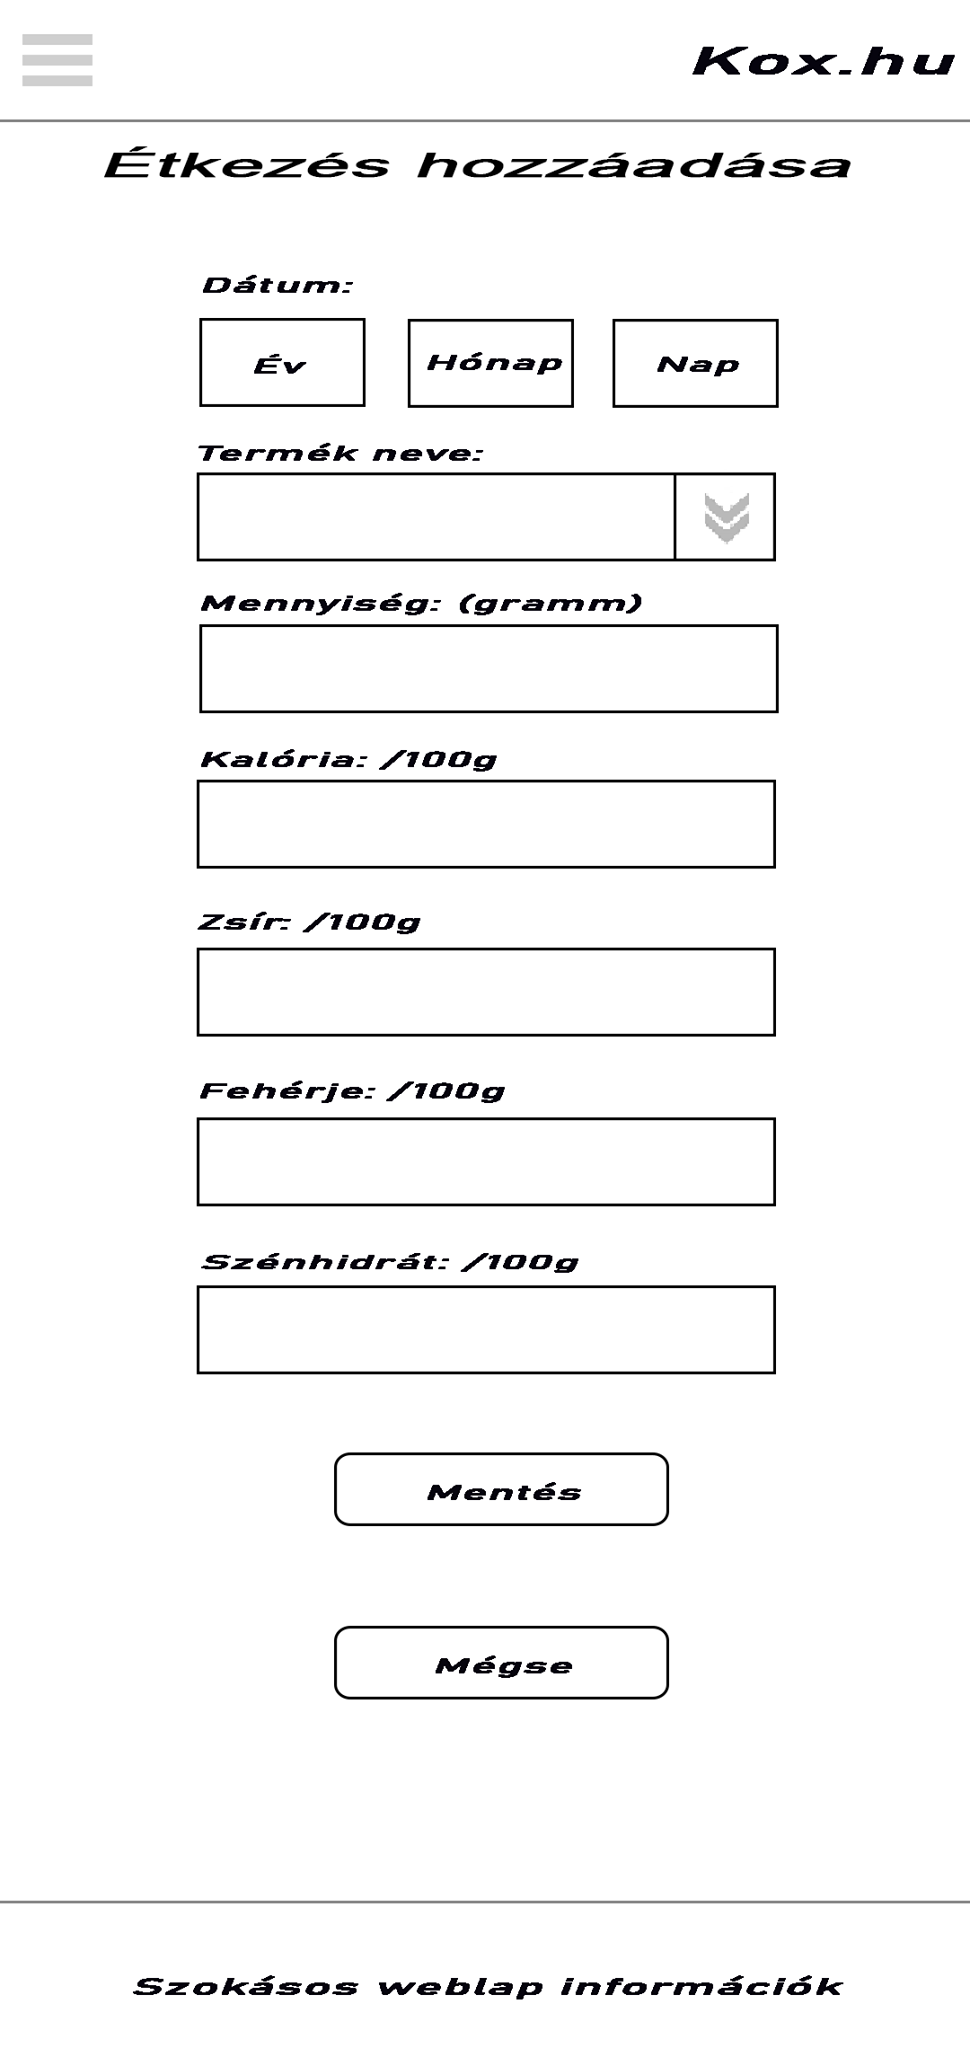 Kox.hu
Étkezés hozzáadása
Dátum:
Év Hónap Nap
Termék neve:
Mennyiség: (gramm)
Kalória: /100g
Zsír: /100g
Fehérje: /100g
Szénhidrát: /100g
Mentés
Mégse
Szokásos weblap információk